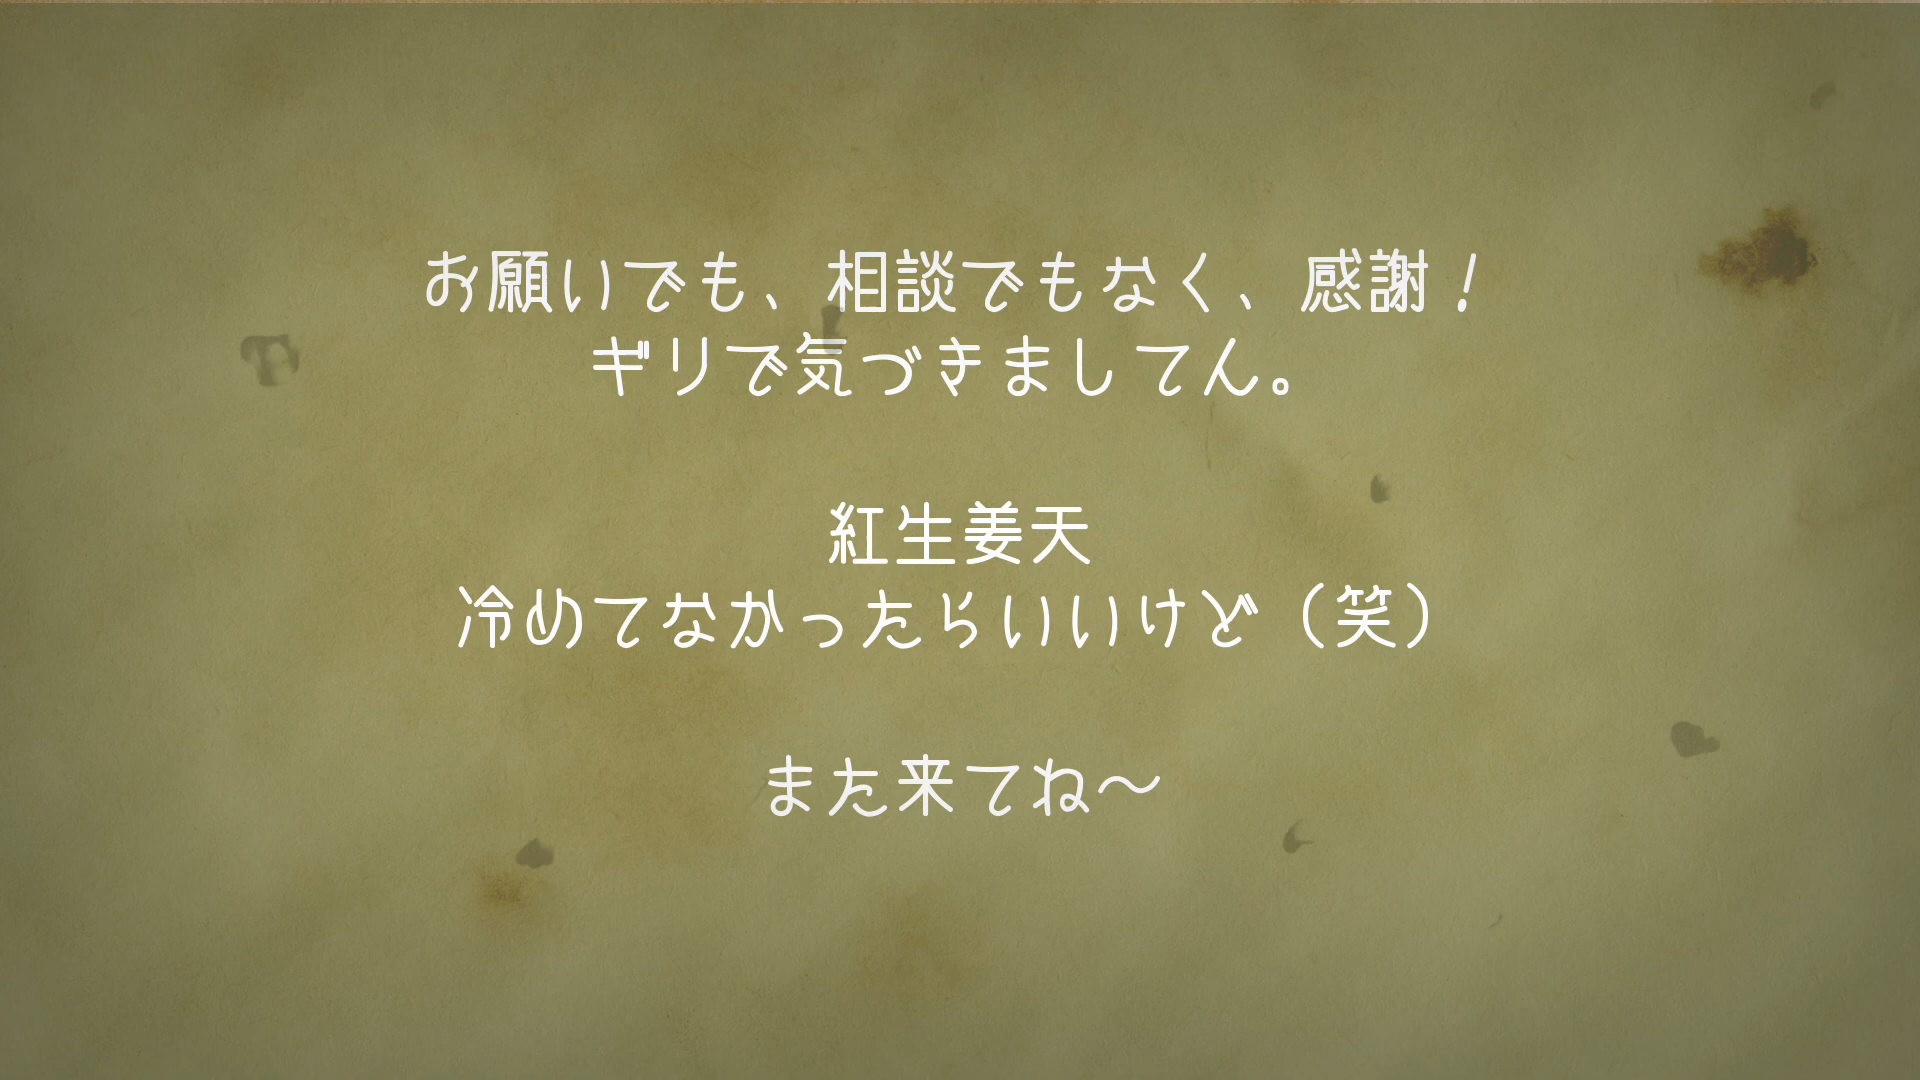 お願いでも、相談でもなく、感謝！
ギリで気づきましてん。
紅生姜天
冷めてなかったらいいけど（笑）
また来てね～